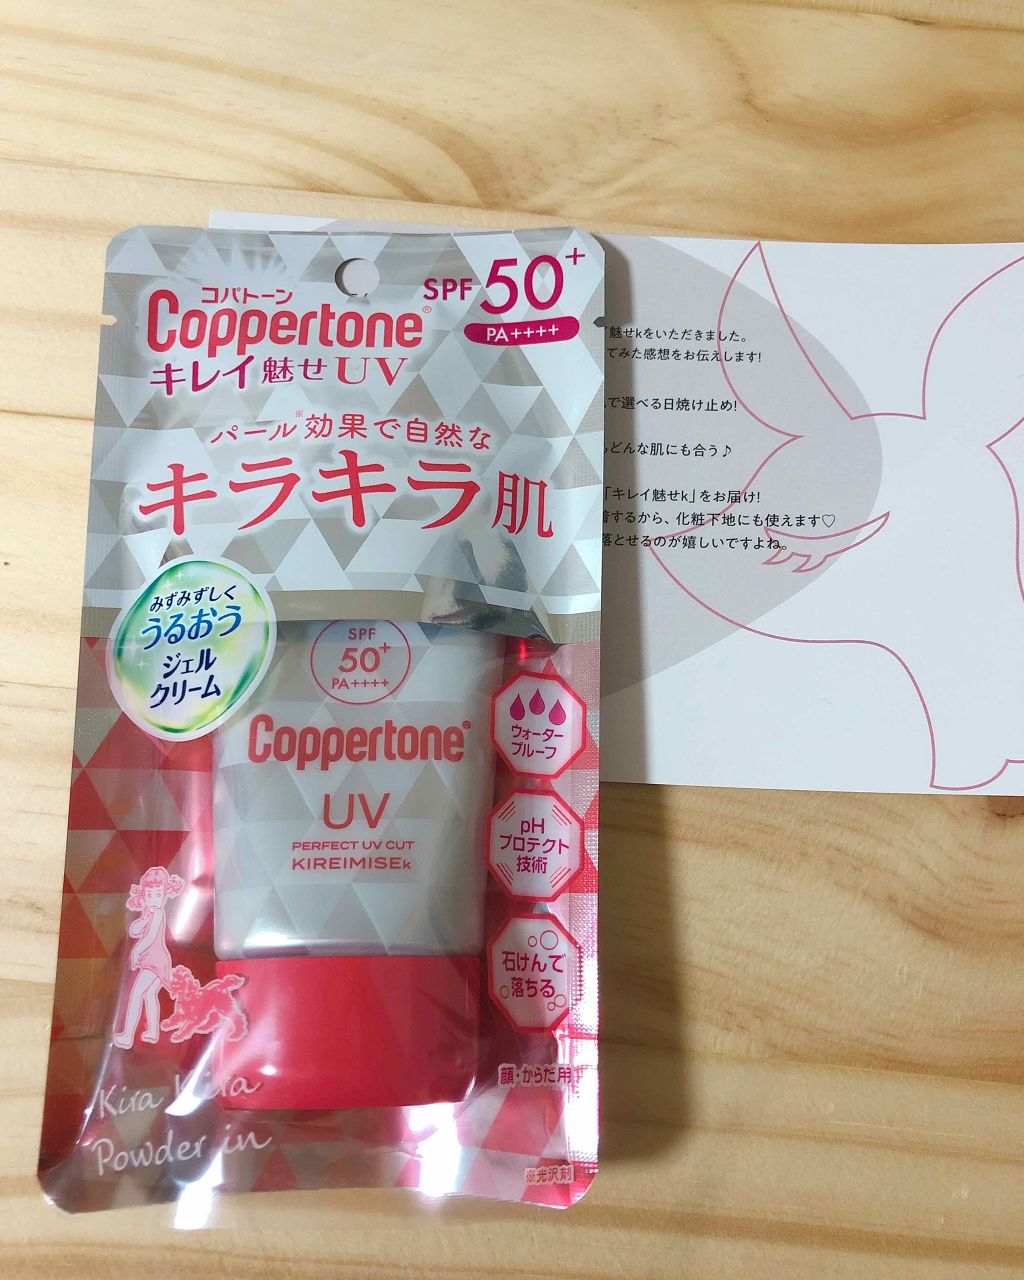 コパトーン
Coppertone®
キレイ魅せUV
SPF 50+
PA++++
パール※効果で自然な
キラキラ肌
みずみずしく
うるおう
ジェル
クリーム
SPF
50+
PA++++
Coppertone
UV
PERFECT UV CUT
KIREIMISEk
ウォーター
プルーフ
pH
プロテクト
技術
石けんで
落ちる
顔・からだ用
※光沢剤
Kira Kira
Powder in
魅せkをいただきました。
てみた感想をお伝えします!
で選べる日焼け止め!
どんな肌にも合う♪
「キレイ魅せk」をお届け!
着するから、化粧下地にも使えます♡
落とせるのが嬉しいですよね。